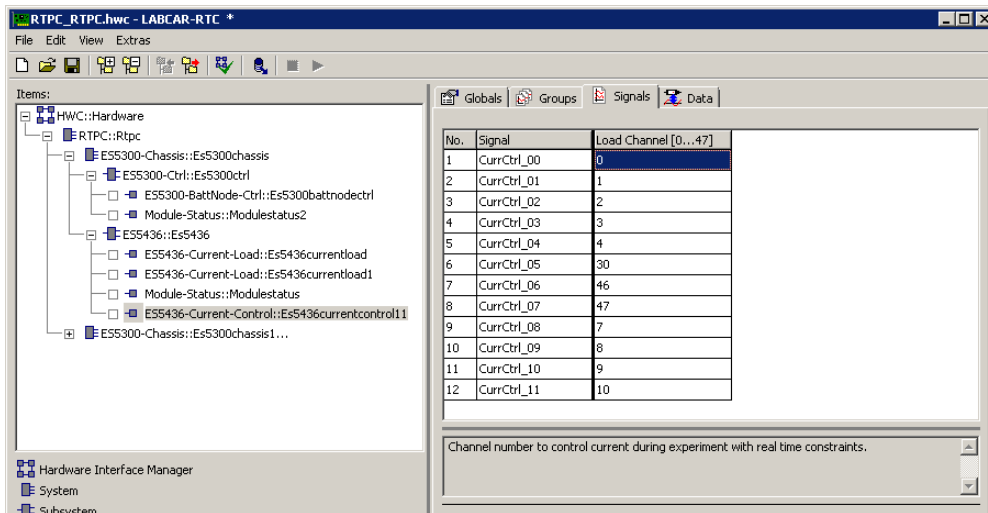 RTPC_RTPC.hwc - LABCAR-RTC *
File Edit View Extras
Items:
HWC::Hardware
RTPC::Rtpc
ES5300-Chassis::Es5300chassis
ES5300-Ctrl::Es5300ctrl
ES5300-BattNode-Ctrl::Es5300battnodectrl
Module-Status::Modulestatus2
ES5436::Es5436
ES5436-Current-Load::Es5436currentload
ES5436-Current-Load::Es5436currentload1
Module-Status::Modulestatus
ES5436-Current-Control::Es5436currentcontrol11
ES5300-Chassis::Es5300chassis1...
Hardware Interface Manager
System
Subsystem
Globals Groups Signals Data
No. Signal Load Channel [0...47]
1 CurrCtrl_00 0
2 CurrCtrl_01 1
3 CurrCtrl_02 2
4 CurrCtrl_03 3
5 CurrCtrl_04 4
6 CurrCtrl_05 30
7 CurrCtrl_06 46
8 CurrCtrl_07 47
9 CurrCtrl_08 7
10 CurrCtrl_09 8
11 CurrCtrl_10 9
12 CurrCtrl_11 10
Channel number to control current during experiment with real time constraints.